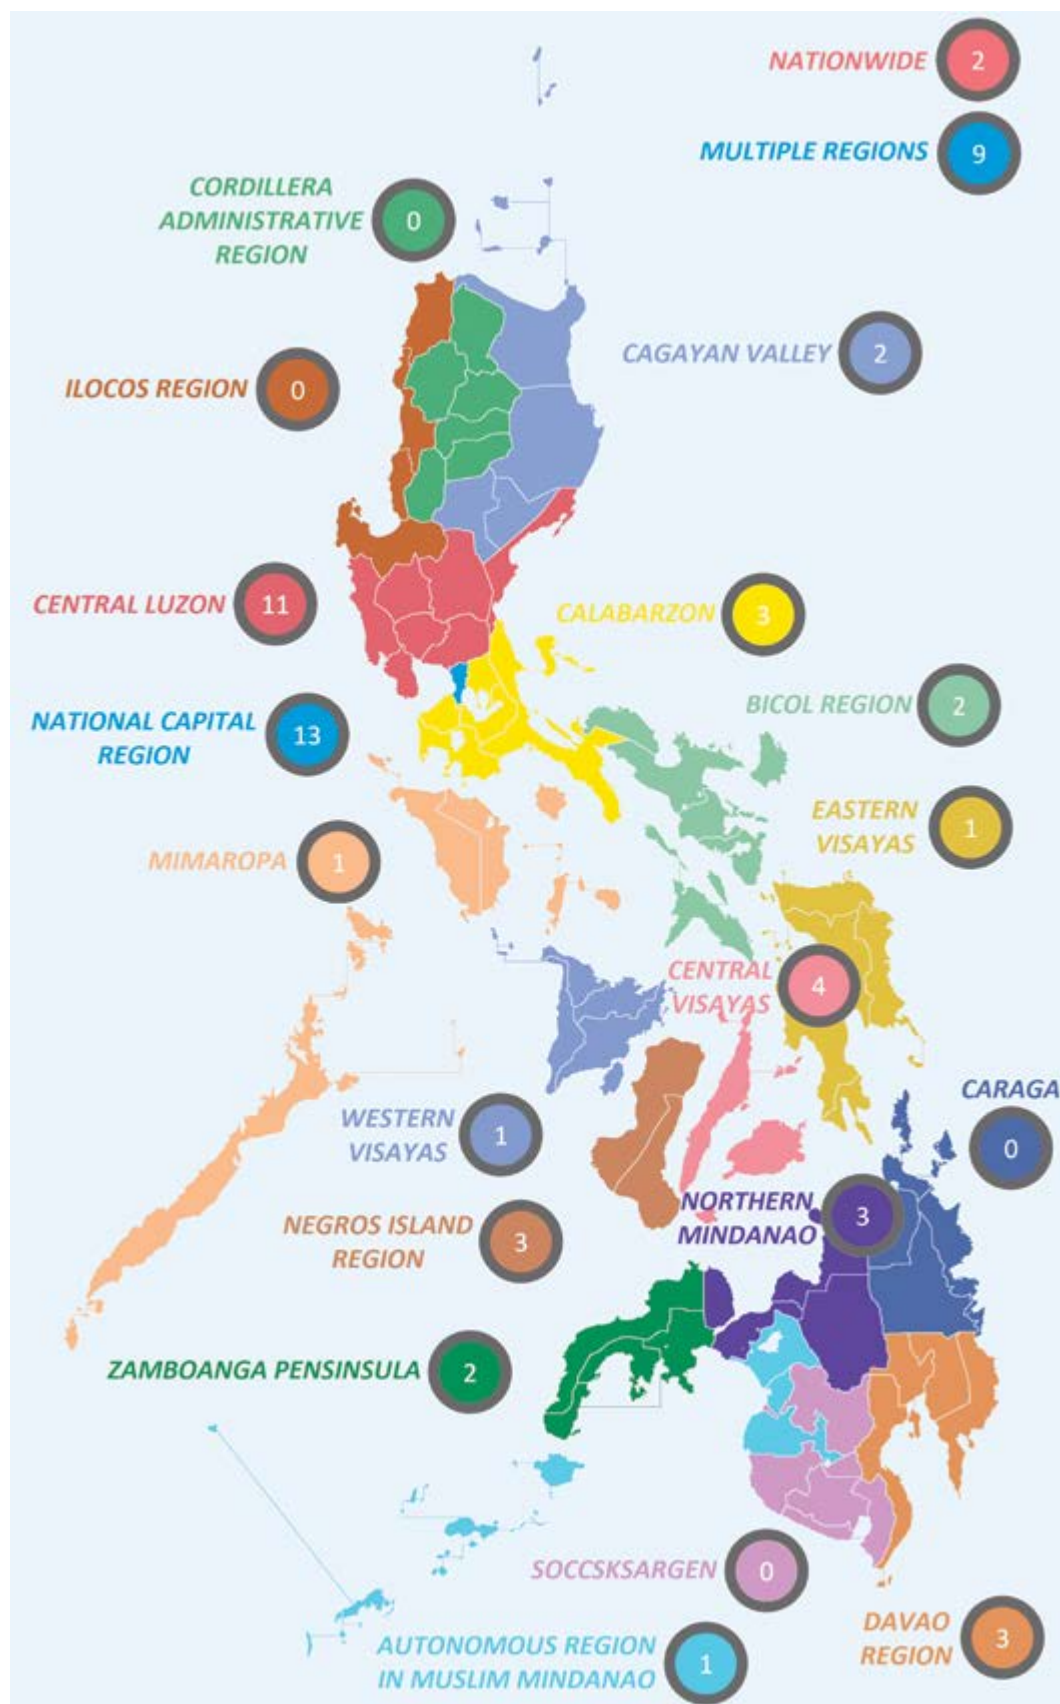 NATIONWIDE
2
MULTIPLE REGIONS
9
CORDILLERA
ADMINISTRATIVE
REGION
0
CAGAYAN VALLEY
2
ILOCOS REGION
0
CENTRAL LUZON
11
CALABARZON
3
BICOL REGION
2
NATIONAL CAPITAL
REGION
13
EASTERN
VISAYAS
1
MIMAROPA
1
CENTRAL
VISAYAS
4
CARAGA
0
WESTERN
VISAYAS
1
NORTHERN
MINDANAO
3
NEGROS ISLAND
REGION
3
ZAMBOANGA PENSINSULA
2
SOCCSKSARGEN
0
DAVAO
REGION
3
AUTONOMOUS REGION
IN MUSLIM MINDANAO
1